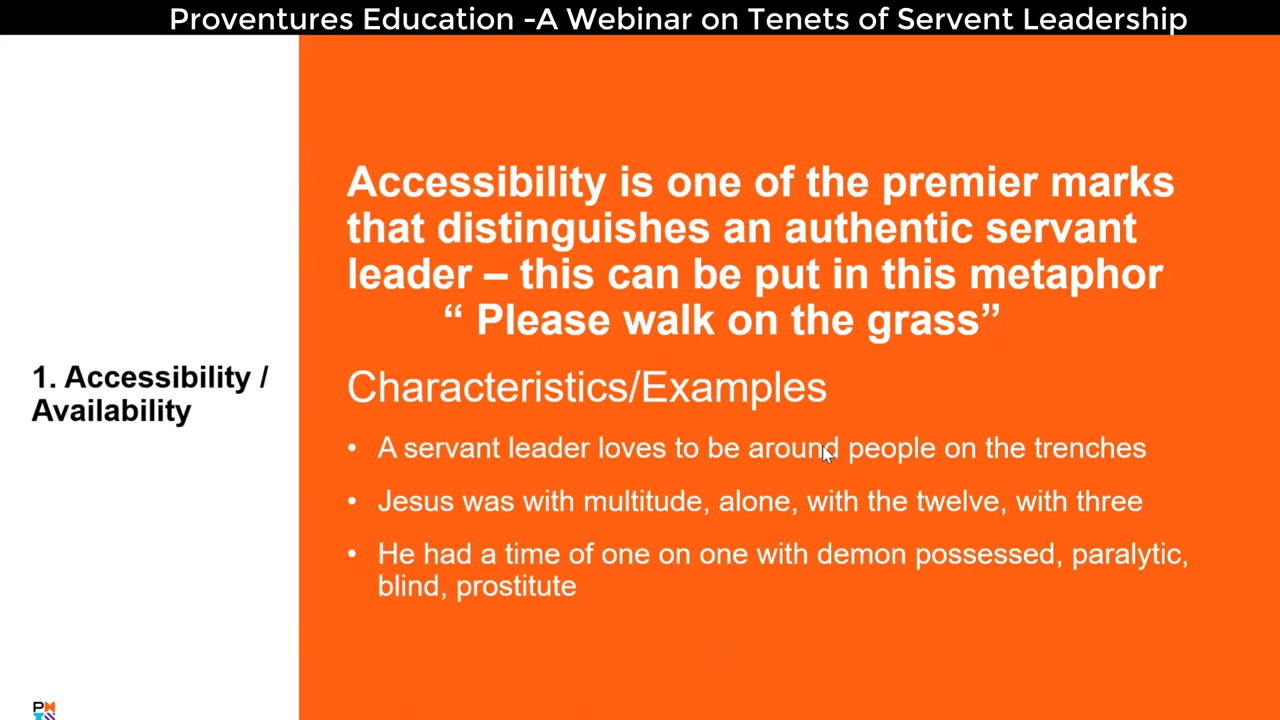 Proventures Education -A Webinar on Tenets of Servent Leadership
1. Accessibility /
Availability
Accessibility is one of the premier marks
that distinguishes an authentic servant
leader – this can be put in this metaphor
“ Please walk on the grass”
Characteristics/Examples
• A servant leader loves to be around people on the trenches
• Jesus was with multitude, alone, with the twelve, with three
• He had a time of one on one with demon possessed, paralytic,
blind, prostitute